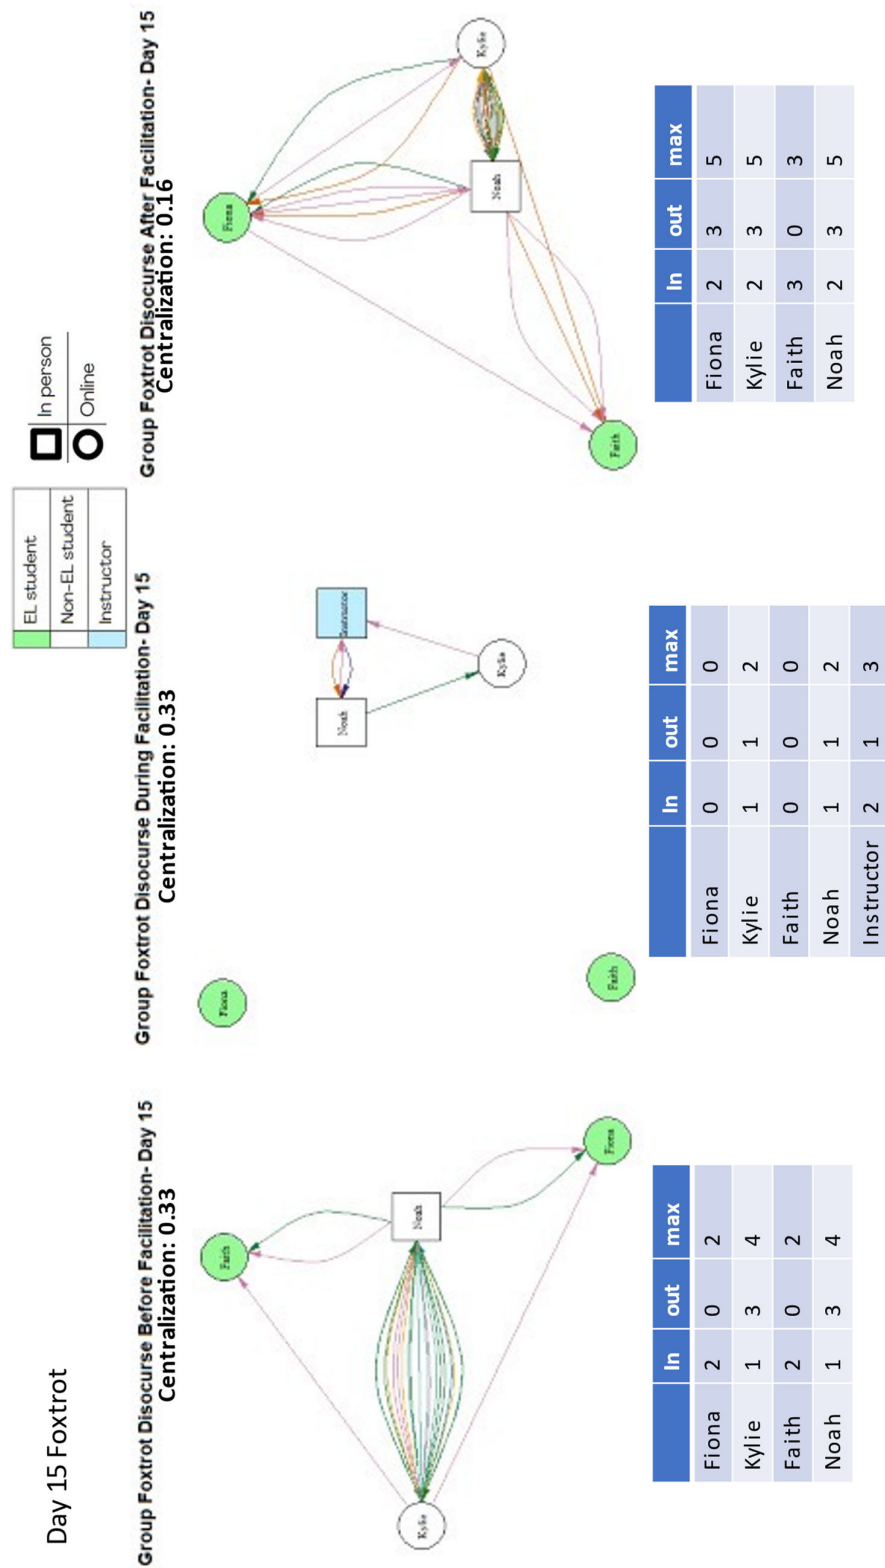 Day 15 Foxtrot
EL student
Non-EL student
Instructor
In person
Online
Group Foxtrot Disocurse Before Facilitation- Day 15
Centralization: 0.33
Faith
Noah
Kylie
Fiona
In out max
Fiona 2 0 2
Kylie 1 3 4
Faith 2 0 2
Noah 1 3 4
Group Foxtrot Disocurse During Facilitation- Day 15
Centralization: 0.33
Fiona
Noah
Instructor
Kylie
Faith
In out max
Fiona 0 0 0
Kylie 1 1 2
Faith 0 0 0
Noah 1 1 2
Instructor 2 1 3
Group Foxtrot Disocurse After Facilitation- Day 15
Centralization: 0.16
Fiona
Kylie
Noah
Faith
In out max
Fiona 2 3 5
Kylie 2 3 5
Faith 3 0 3
Noah 2 3 5